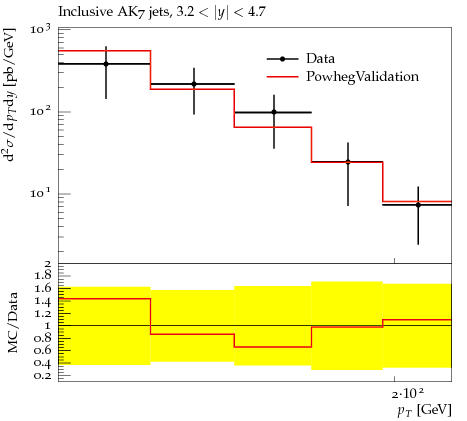 Inclusive AK7 jets, 3.2 < |y| < 4.7
d²σ/dp_T dy [pb/GeV]
10³
10²
10¹
Data
PowhegValidation
MC/Data
2
1.8
1.6
1.4
1.2
1
0.8
0.6
0.4
0.2
2·10²
p_T [GeV]